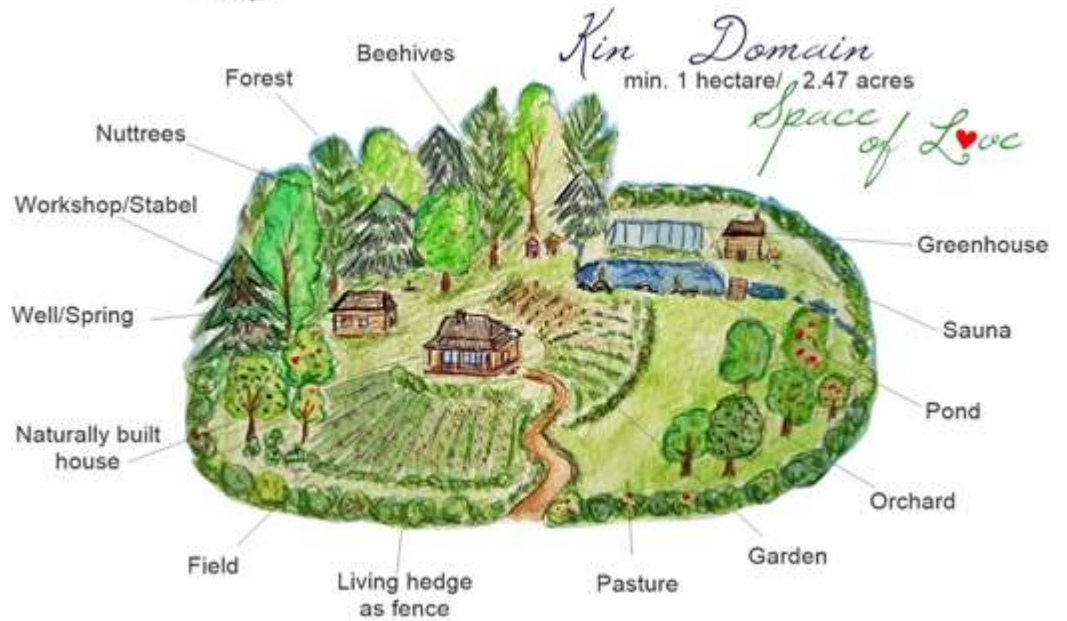 Kin Domain
min. 1 hectare/ 2.47 acres
Space of Love
Beehives
Forest
Nuttrees
Workshop/Stabel
Well/Spring
Naturally built
house
Field
Living hedge
as fence
Pasture
Garden
Orchard
Pond
Sauna
Greenhouse